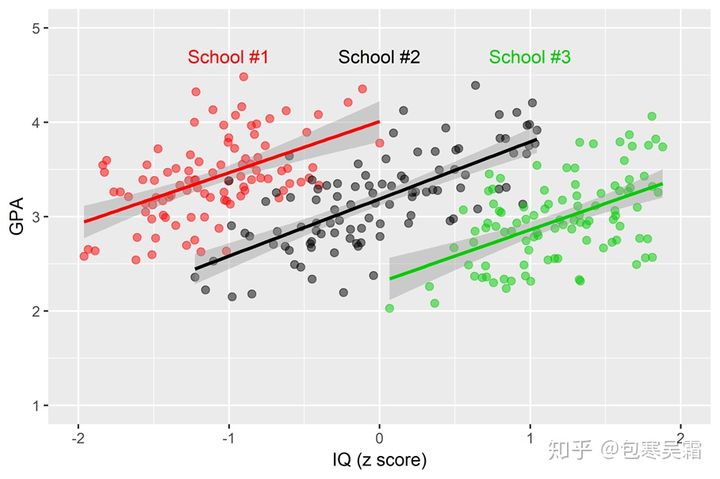 School #1 School #2 School #3
5
4
3
2
1
GPA
-2 -1 0 1 2
IQ (z score)
知乎 @包寒吴霜